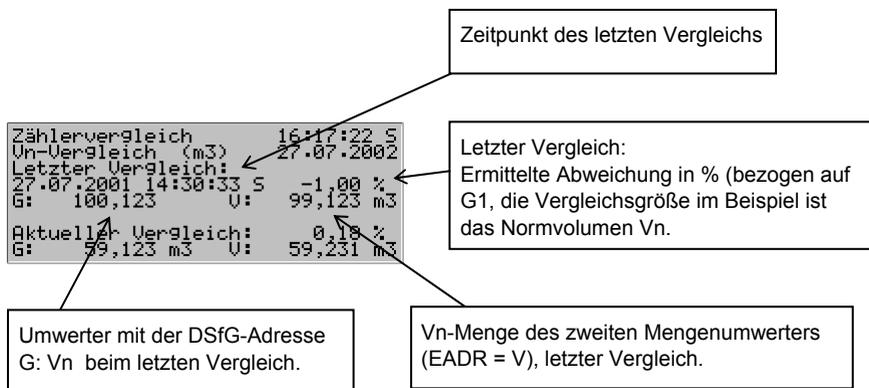 Zeitpunkt des letzten Vergleichs
Zählervergleich 16:17:22 S
Vn-Vergleich (m3) 27.07.2002
Letzter Vergleich:
27.07.2001 14:30:33 S -1,00 %
G: 100,123 V: 99,123 m3
Aktueller Vergleich: 0,18 %
G: 59,123 m3 V: 59,231 m3
Letzter Vergleich:
Ermittelte Abweichung in % (bezogen auf
G1, die Vergleichsgröße im Beispiel ist
das Normvolumen Vn.
Umwerter mit der DSfG-Adresse
G: Vn beim letzten Vergleich.
Vn-Menge des zweiten Mengenumwerters
(EADR = V), letzter Vergleich.